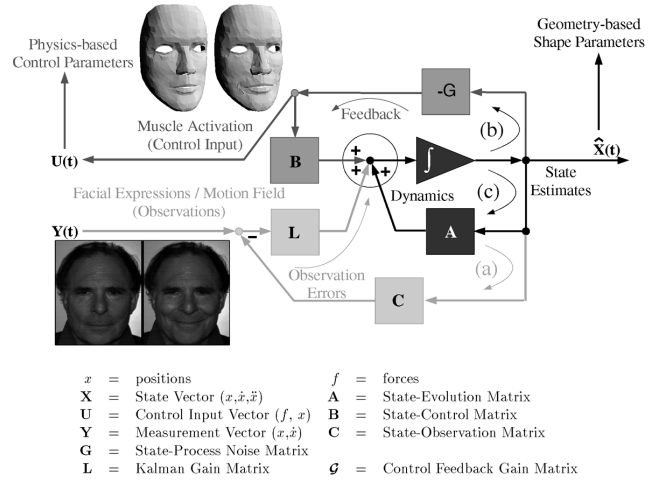 Physics-based
Control Parameters
Geometry-based
Shape Parameters
-G
Feedback
(b)
Muscle Activation
(Control Input)
U(t)
B
+
+
+
∫
X̂(t)
State
Estimates
Dynamics
(c)
Facial Expressions / Motion Field
(Observations)
Y(t)
−
L
A
(a)
Observation
Errors
C
x = positions
f = forces
X = State Vector (x,ẋ,ẍ)
A = State-Evolution Matrix
U = Control Input Vector (f, x)
B = State-Control Matrix
Y = Measurement Vector (x,ẋ)
C = State-Observation Matrix
G = State-Process Noise Matrix
L = Kalman Gain Matrix
𝓖 = Control Feedback Gain Matrix